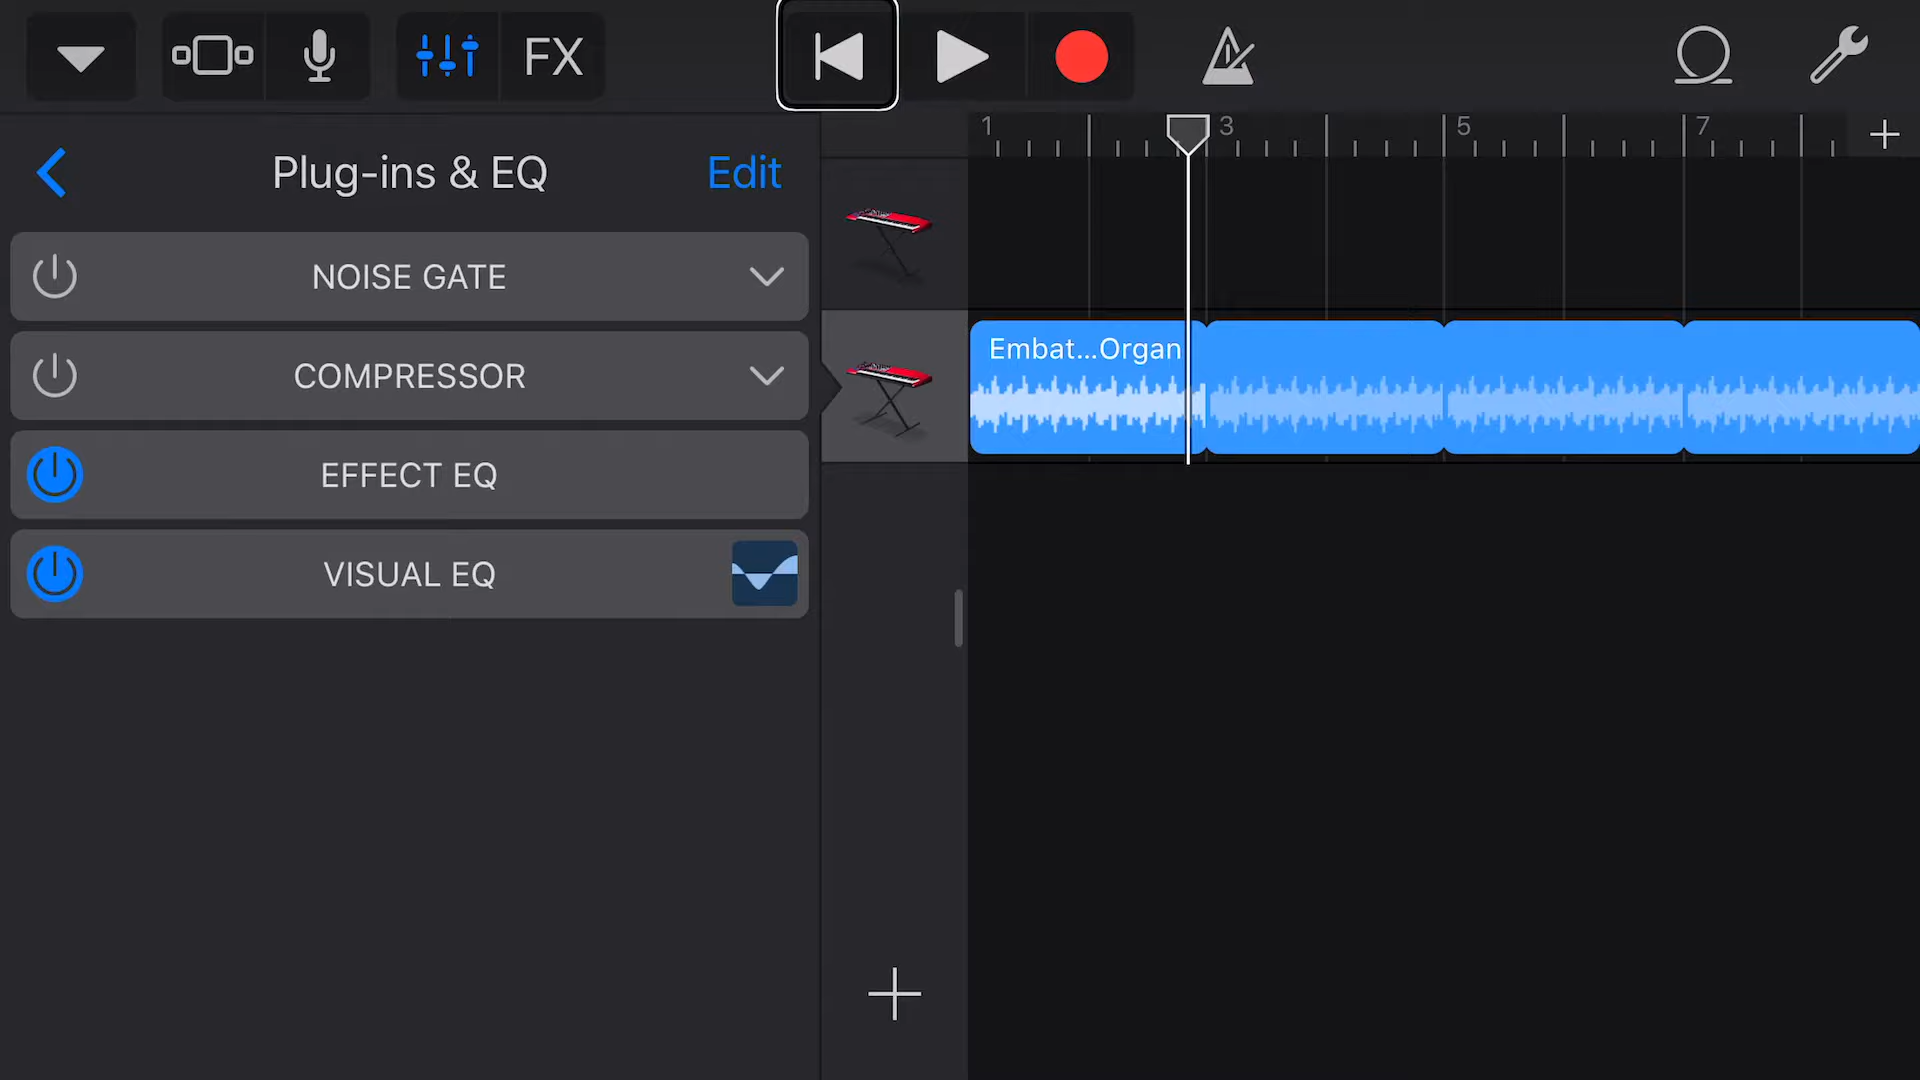 FX
1
3
5
7
Plug-ins & EQ
Edit
NOISE GATE
COMPRESSOR
EFFECT EQ
VISUAL EQ
Embat...Organ